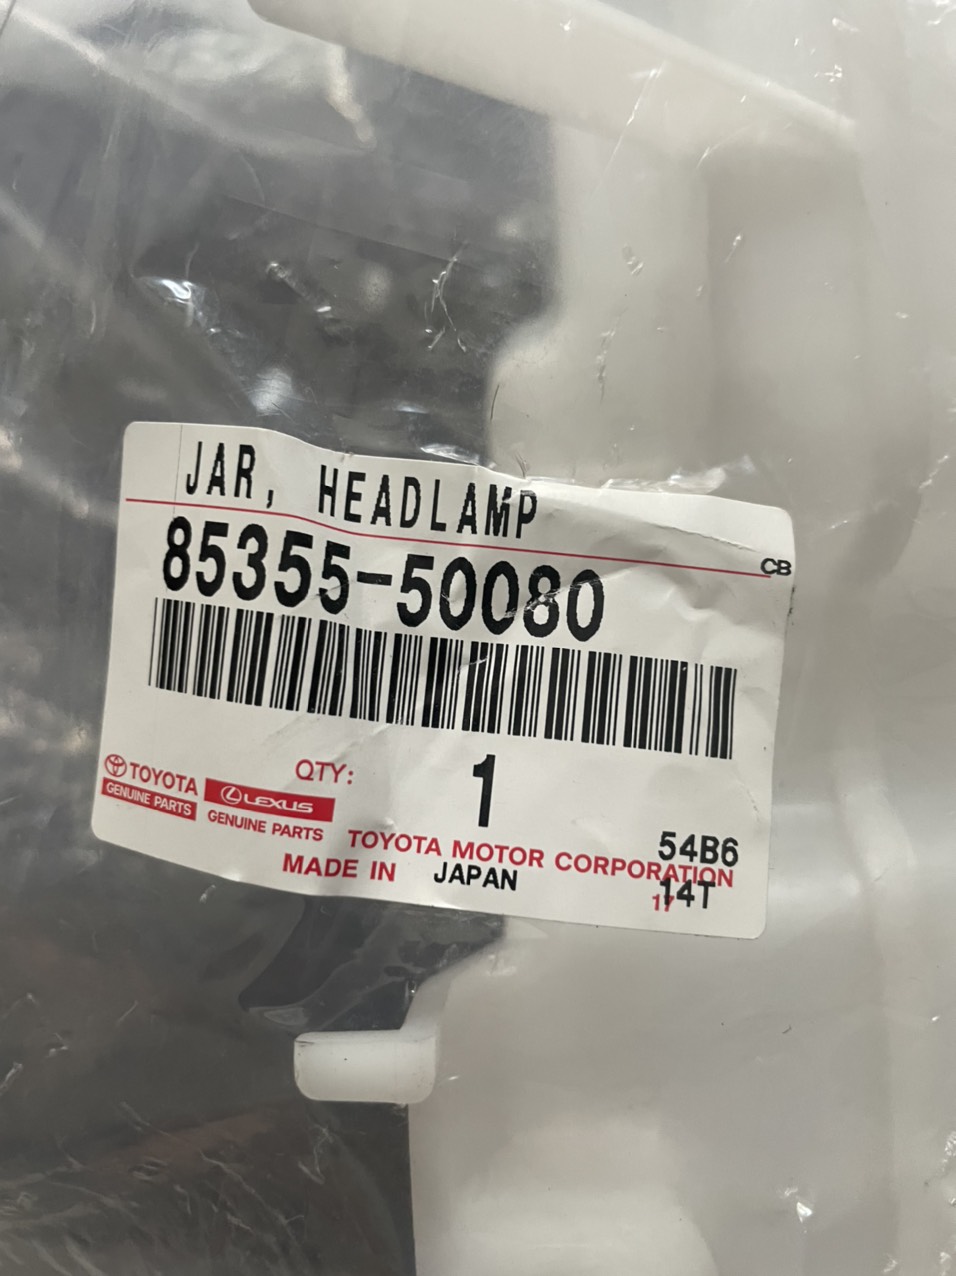 JAR, HEADLAMP
CB
85355-50080
QTY: 1
TOYOTA
GENUINE PARTS
LEXUS
GENUINE PARTS
54B6
TOYOTA MOTOR CORPORATION
MADE IN JAPAN
14T
17